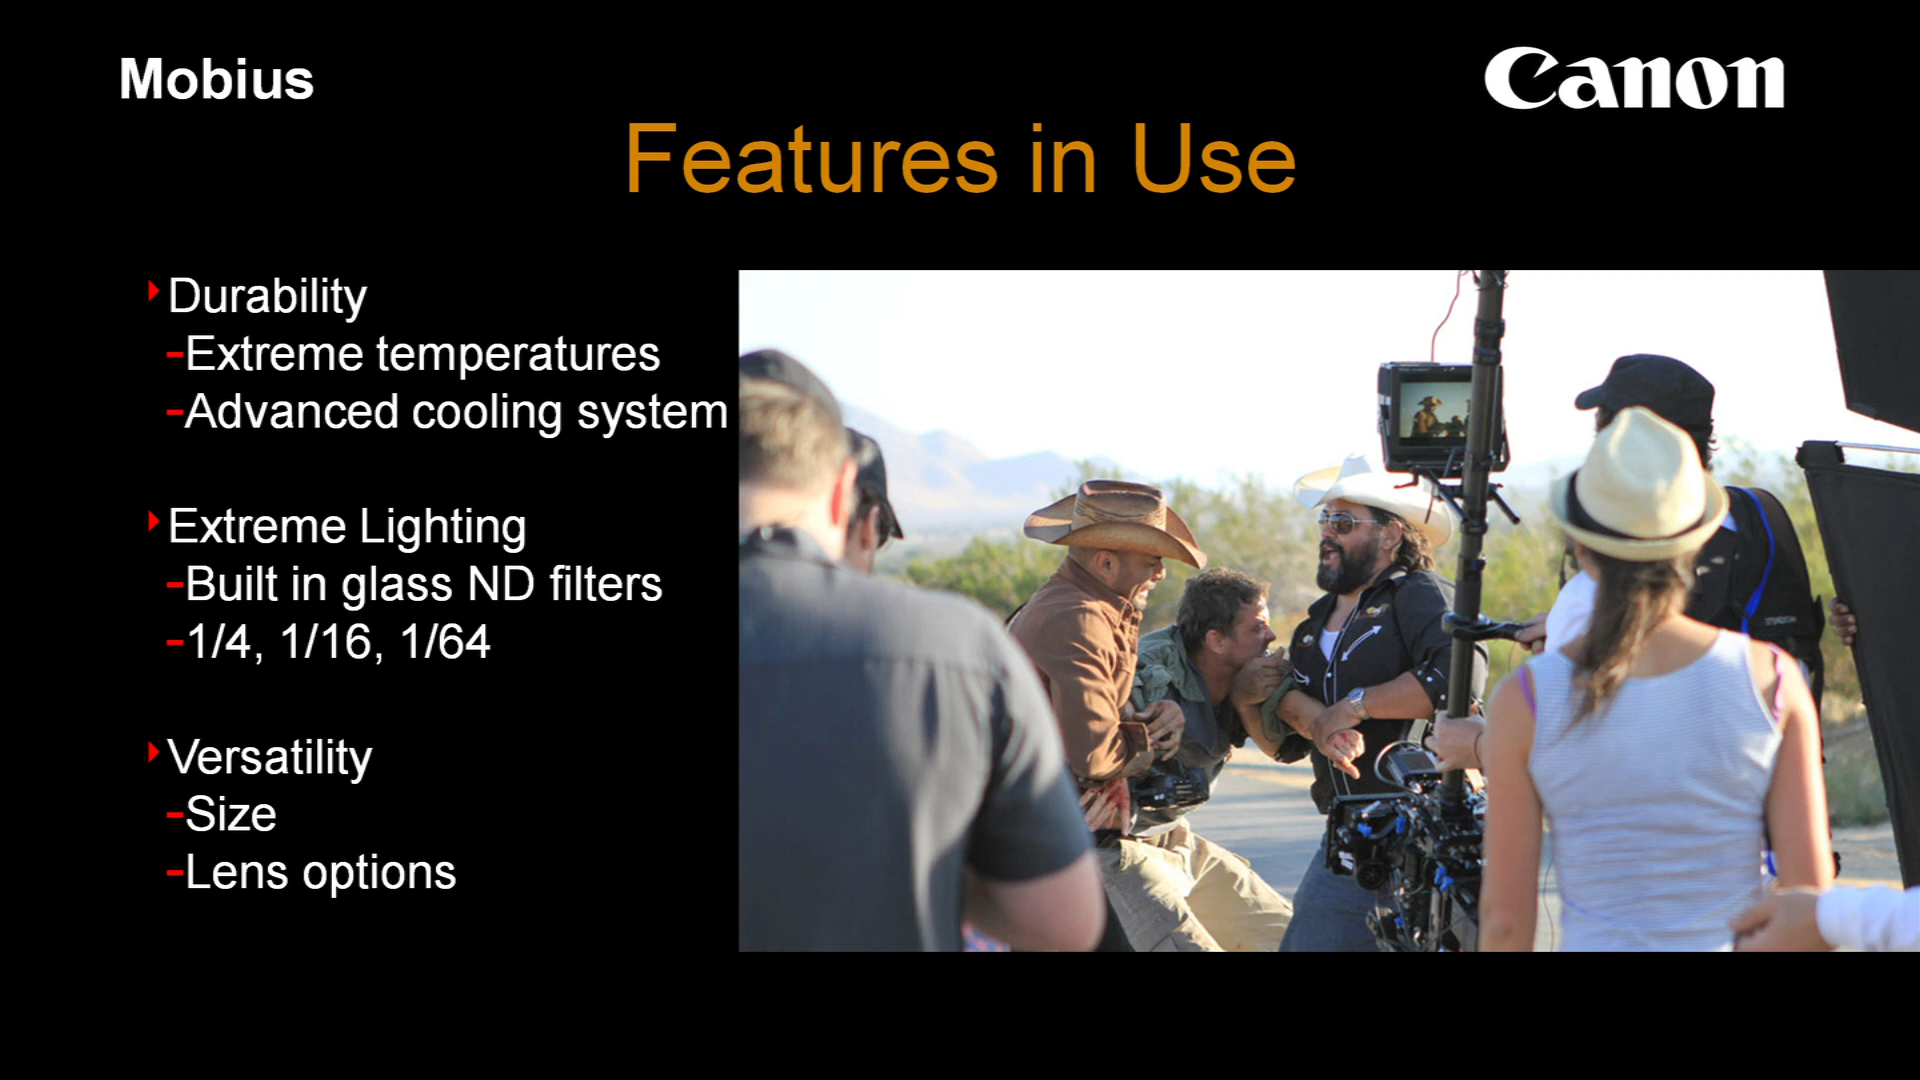 Mobius
Canon
Features in Use
Durability
-Extreme temperatures
-Advanced cooling system
Extreme Lighting
-Built in glass ND filters
-1/4, 1/16, 1/64
Versatility
-Size
-Lens options